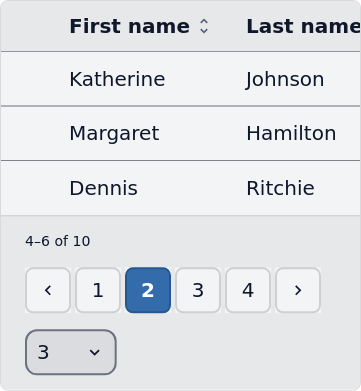 First name Last name
Katherine Johnson
Margaret Hamilton
Dennis Ritchie
4–6 of 10
‹ 1 2 3 4 ›
3